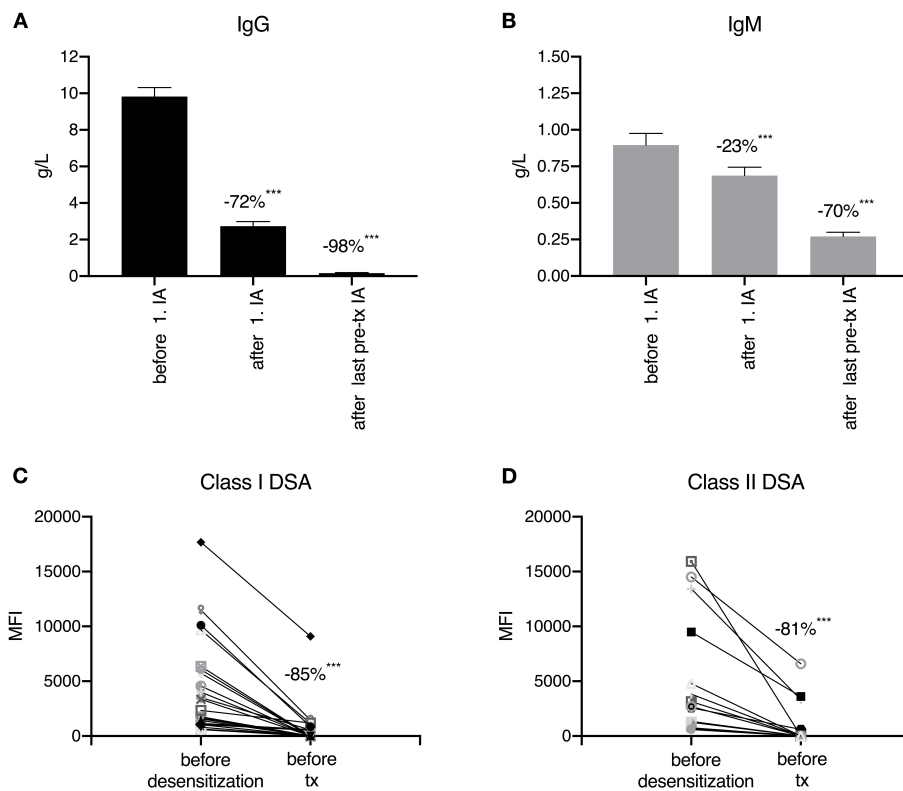 A
IgG
12
10
8
6
4
2
0
g/L
-72%***
-98%***
before 1. IA
after 1. IA
after last pre-tx IA
B
IgM
1.50
1.25
1.00
0.75
0.50
0.25
0.00
g/L
-23%***
-70%***
before 1. IA
after 1. IA
after last pre-tx IA
C
Class I DSA
20000
15000
10000
5000
0
MFI
-85%***
before
desensitization
before
tx
D
Class II DSA
20000
15000
10000
5000
0
MFI
-81%***
before
desensitization
before
tx